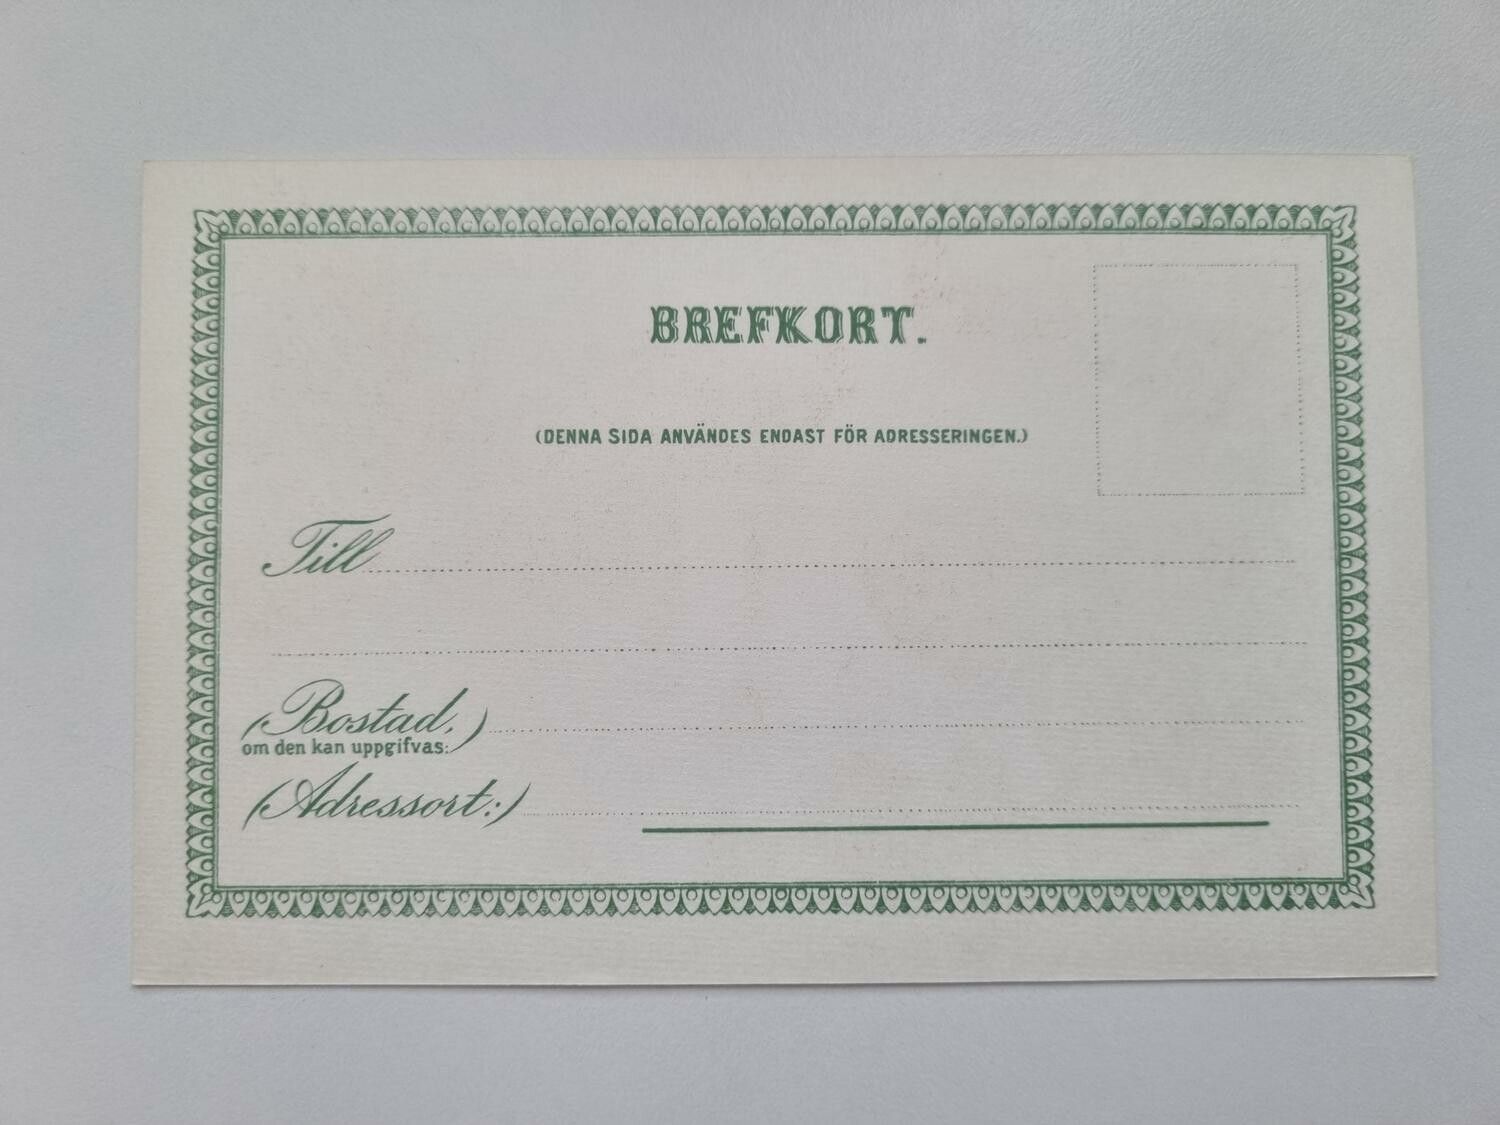 BREFKORT.
(DENNA SIDA ANVÄNDES ENDAST FÖR ADRESSERINGEN.)
Till
(Bostad,)
om den kan uppgifvas:
(Adressort:)